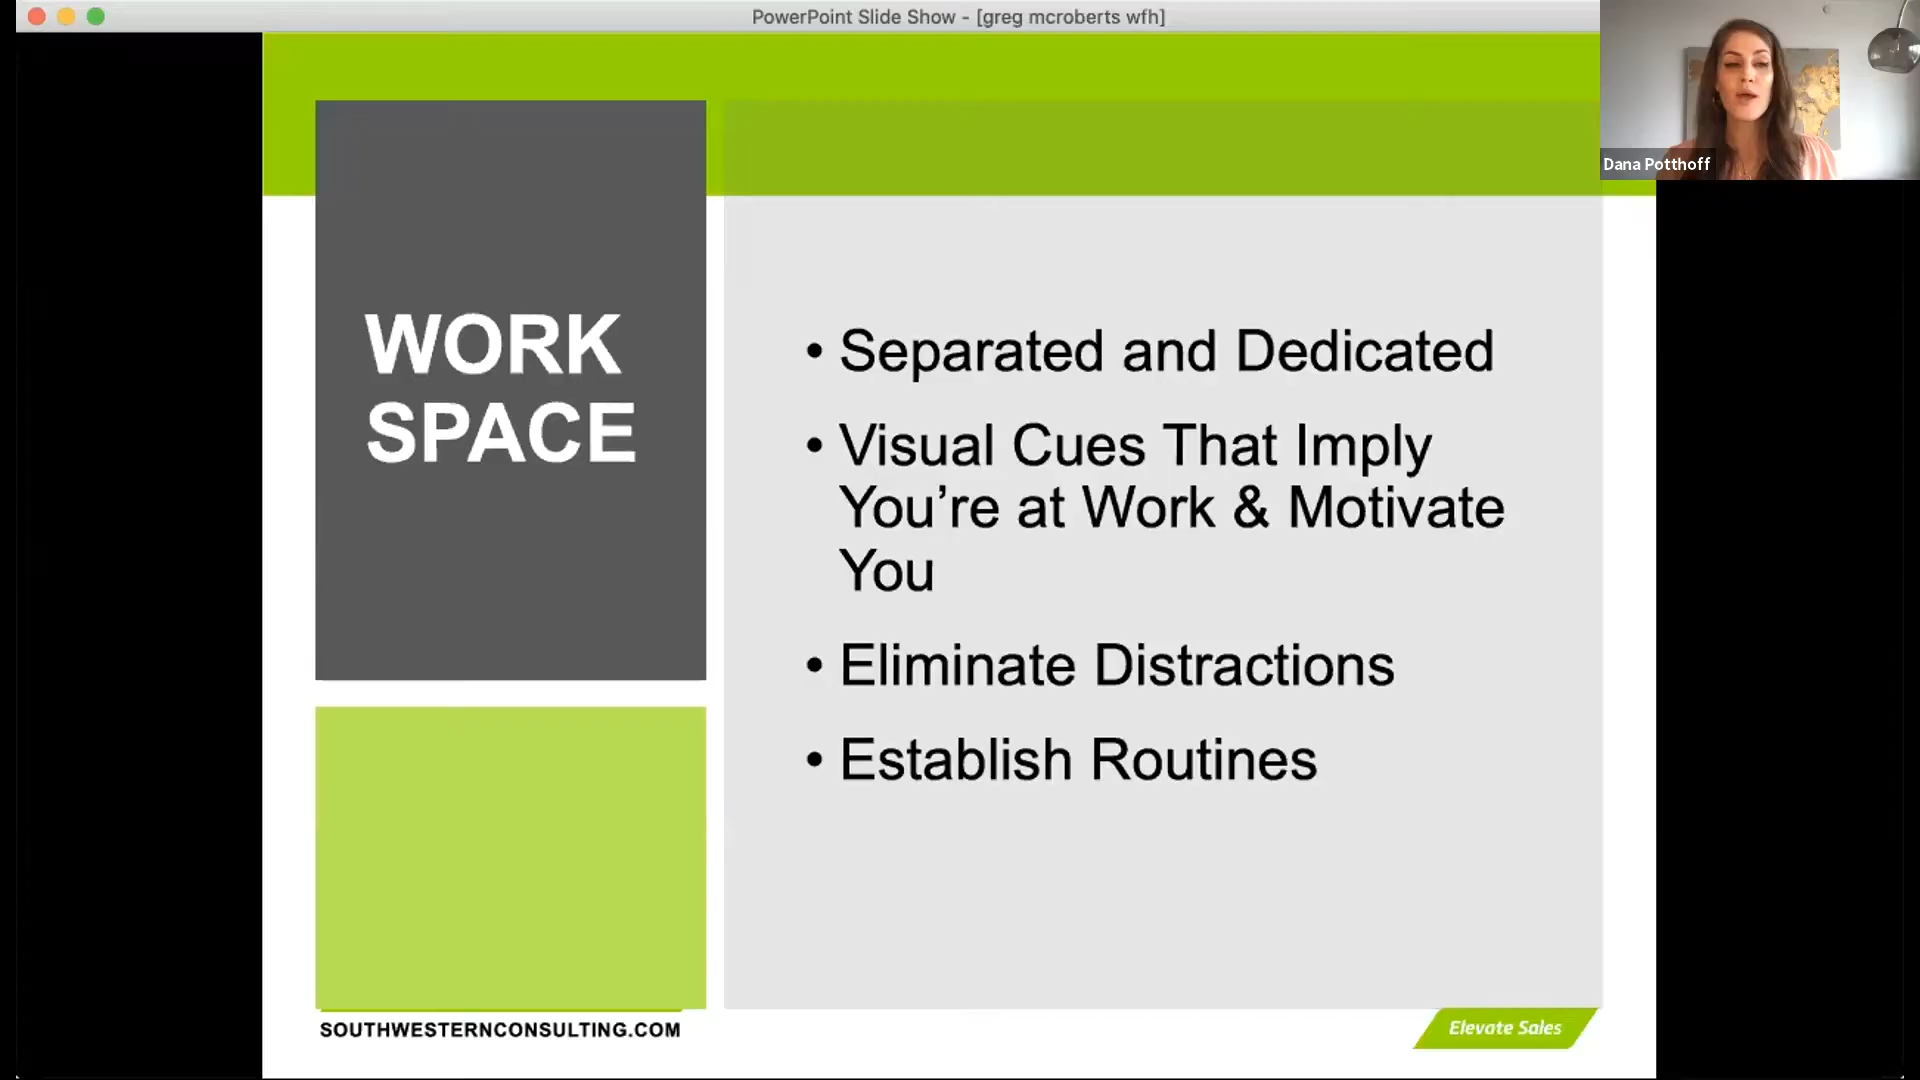 PowerPoint Slide Show - [greg mcroberts wfh]
Dana Potthoff
WORK
SPACE
• Separated and Dedicated
• Visual Cues That Imply
You’re at Work & Motivate
You
• Eliminate Distractions
• Establish Routines
SOUTHWESTERNCONSULTING.COM
Elevate Sales